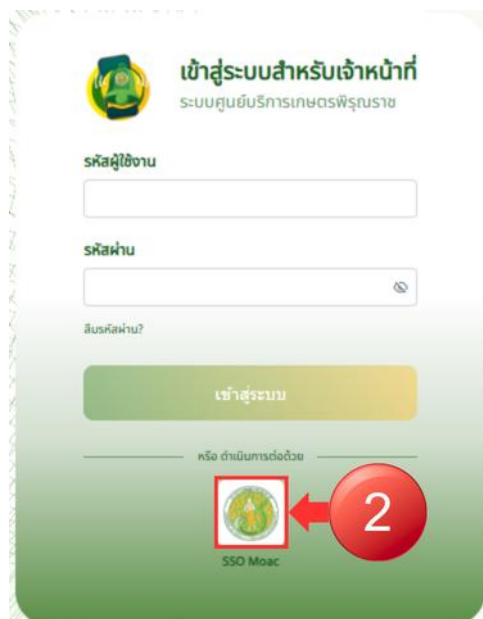 เข้าสู่ระบบสำหรับเจ้าหน้าที่
ระบบศูนย์บริการเกษตรพิรุณราช
รหัสผู้ใช้งาน
รหัสผ่าน
ลืมรหัสผ่าน?
เข้าสู่ระบบ
หรือ ดำเนินการต่อด้วย
2
SSO Moac